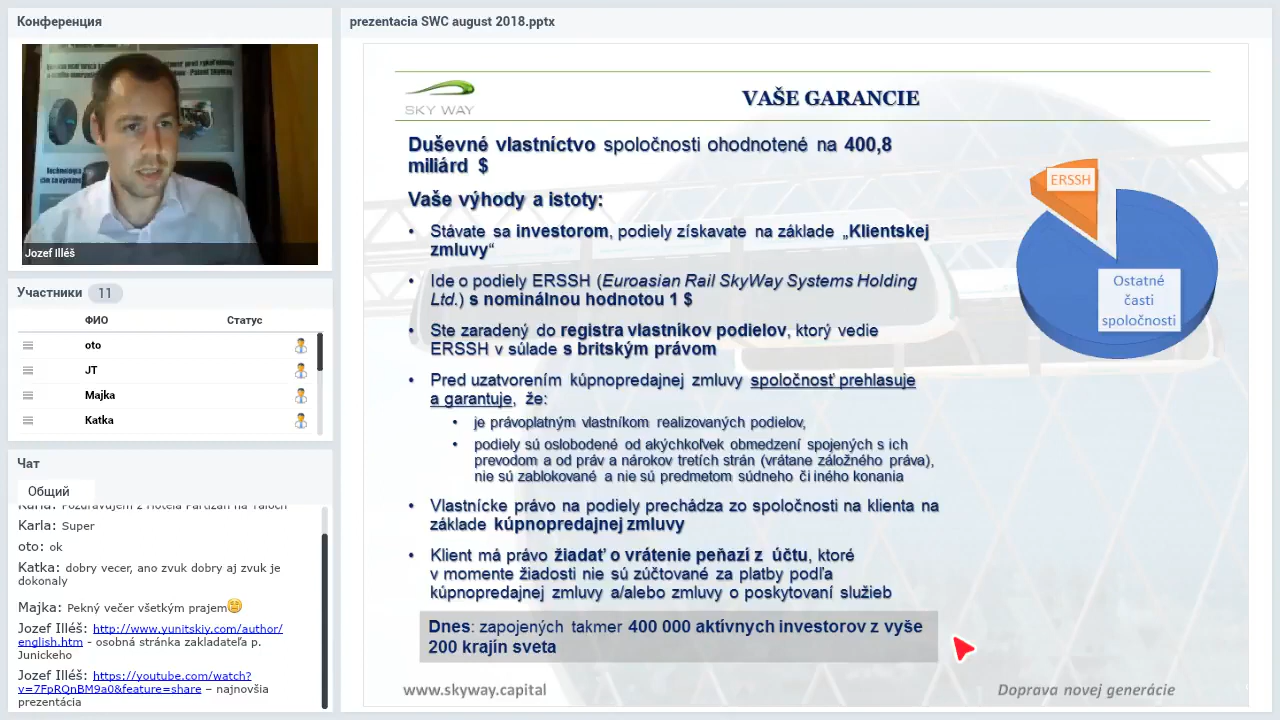 Конференция
Jozef Illéš
Участники 11
ФИО Статус
oto
JT
Majka
Katka
Чат
Общий
Karla: Pozdravujem z Hotela Partizán na Táľoch
Karla: Super
oto: ok
Katka: dobry vecer, ano zvuk dobry aj zvuk je
dokonaly
Majka: Pekný večer všetkým prajem
Jozef Illéš: http://www.yunitskiy.com/author/
english.htm - osobná stránka zakladateľa p.
Junického
Jozef Illéš: https://youtube.com/watch?
v=7FpRQnBM9a0&feature=share – najnovšia
prezentácia
prezentacia SWC august 2018.pptx
SKY WAY
VAŠE GARANCIE
Duševné vlastníctvo spoločnosti ohodnotené na 400,8
miliárd $
Vaše výhody a istoty:
• Stávate sa investorom, podiely získavate na základe „Klientskej
zmluvy“
• Ide o podiely ERSSH (Euroasian Rail SkyWay Systems Holding
Ltd.) s nominálnou hodnotou 1 $
• Ste zaradený do registra vlastníkov podielov, ktorý vedie
ERSSH v súlade s britským právom
• Pred uzatvorením kúpnopredajnej zmluvy spoločnosť prehlasuje
a garantuje, že:
• je právoplatným vlastníkom realizovaných podielov,
• podiely sú oslobodené od akýchkoľvek obmedzení spojených s ich
prevodom a od práv a nárokov tretích strán (vrátane záložného práva),
nie sú zablokované a nie sú predmetom súdneho či iného konania
• Vlastnícke právo na podiely prechádza zo spoločnosti na klienta na
základe kúpnopredajnej zmluvy
• Klient má právo žiadať o vrátenie peňazí z účtu, ktoré
v momente žiadosti nie sú zúčtované za platby podľa
kúpnopredajnej zmluvy a/alebo zmluvy o poskytovaní služieb
Dnes: zapojených takmer 400 000 aktívnych investorov z vyše
200 krajín sveta
ERSSH
Ostatné
časti
spoločnosti
www.skyway.capital
Doprava novej generácie